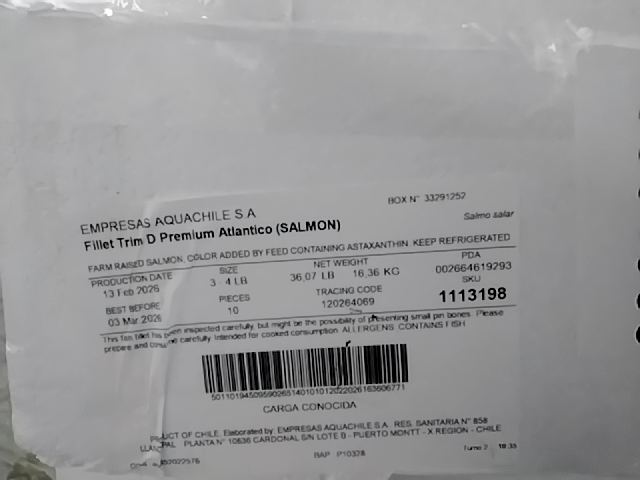 BOX N° 33291252
EMPRESAS AQUACHILE S.A
Salmo salar
Fillet Trim D Premium Atlantico (SALMON)
FARM RAISED SALMON, COLOR ADDED BY FEED CONTAINING ASTAXANTHIN. KEEP REFRIGERATED
PRODUCTION DATE SIZE NET WEIGHT PDA
13 Feb 2026 3 - 4 LB 36,07 LB 16,36 KG 002664619293
BEST BEFORE PIECES TRACING CODE SKU
03 Mar 2026 10 120264069 1113198
This fish fillet has been inspected carefully, but might be the possibility of presenting small pin bones. Please
prepare and consume carefully. Intended for cooked consumption. ALLERGENS: CONTAINS FISH
CARGA CONOCIDA
PRODUCT OF CHILE. Elaborated by: EMPRESAS AQUACHILE S.A. RES. SANITARIA N° 858
PLANTA N° 10636 CARDONAL S/N LOTE B - PUERTO MONTT - X REGION - CHILE
BAP P10328
Turno 2 18:35